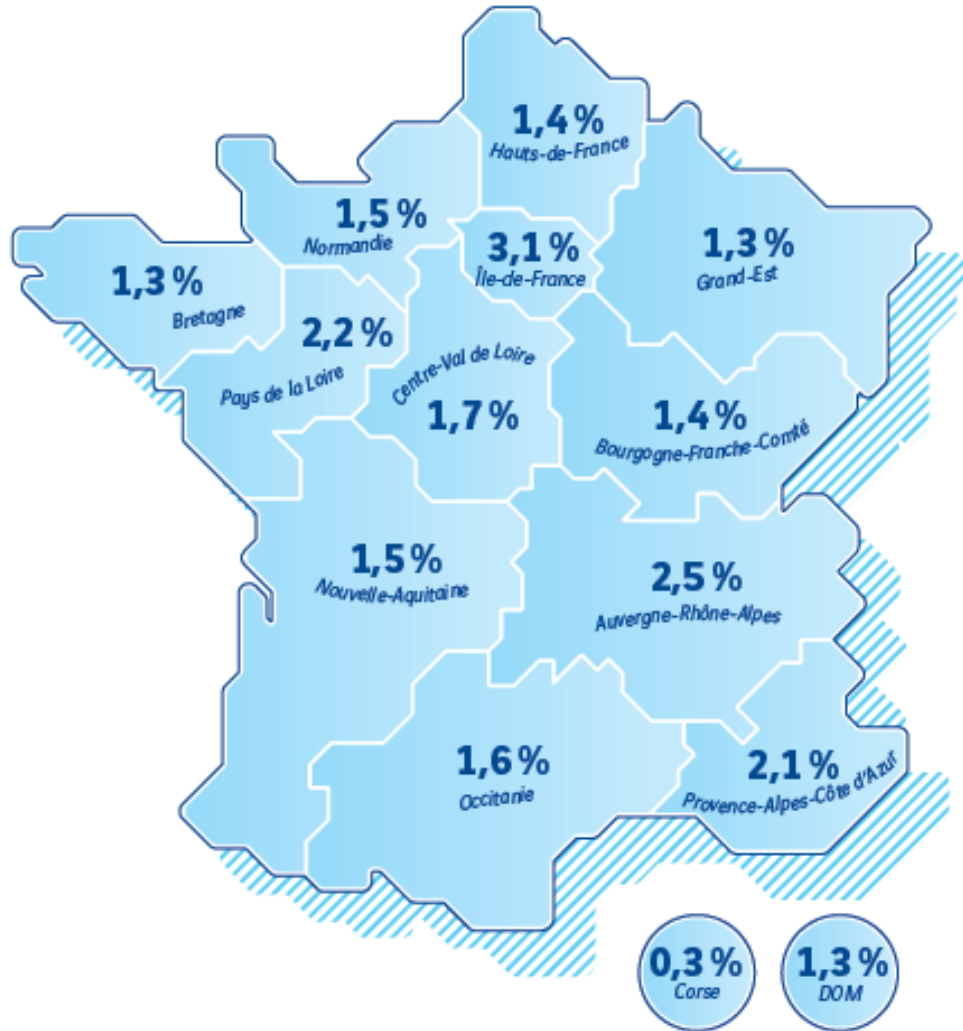 1,4 %
Hauts-de-France
1,5 %
Normandie
3,1 %
Île-de-France
1,3 %
Grand-Est
1,3 %
Bretagne
2,2 %
Pays de la Loire
Centre-Val de Loire
1,7 %
1,4 %
Bourgogne-Franche-Comté
1,5 %
Nouvelle-Aquitaine
2,5 %
Auvergne-Rhône-Alpes
1,6 %
Occitanie
2,1 %
Provence-Alpes-Côte d'Azur
0,3 %
Corse
1,3 %
DOM